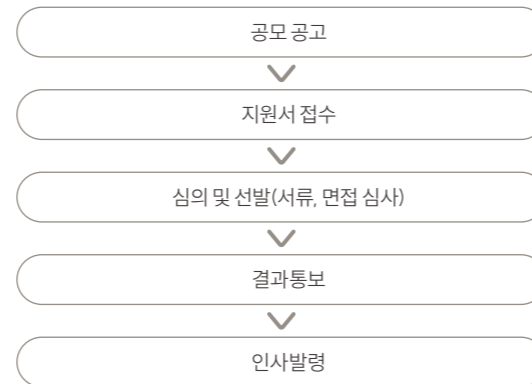 공모 공고
지원서 접수
심의 및 선발(서류, 면접 심사)
결과통보
인사발령